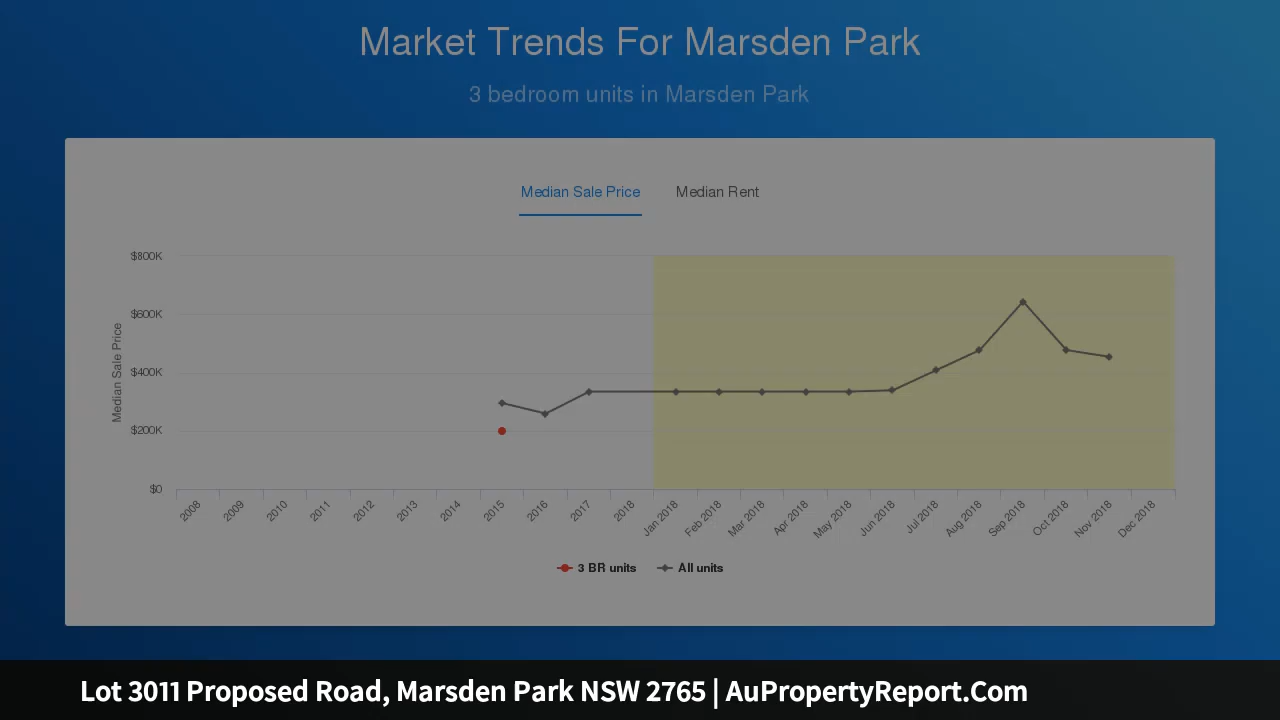 Market Trends For Marsden Park
3 bedroom units in Marsden Park
Median Sale Price Median Rent
$800K
$600K
$400K
$200K
$0
Median Sale Price
2008 2009 2010 2011 2012 2013 2014 2015 2016 2017 2018 Jan 2018 Feb 2018 Mar 2018 Apr 2018 May 2018 Jun 2018 Jul 2018 Aug 2018 Sep 2018 Oct 2018 Nov 2018 Dec 2018
3 BR units All units
Lot 3011 Proposed Road, Marsden Park NSW 2765 | AuPropertyReport.Com